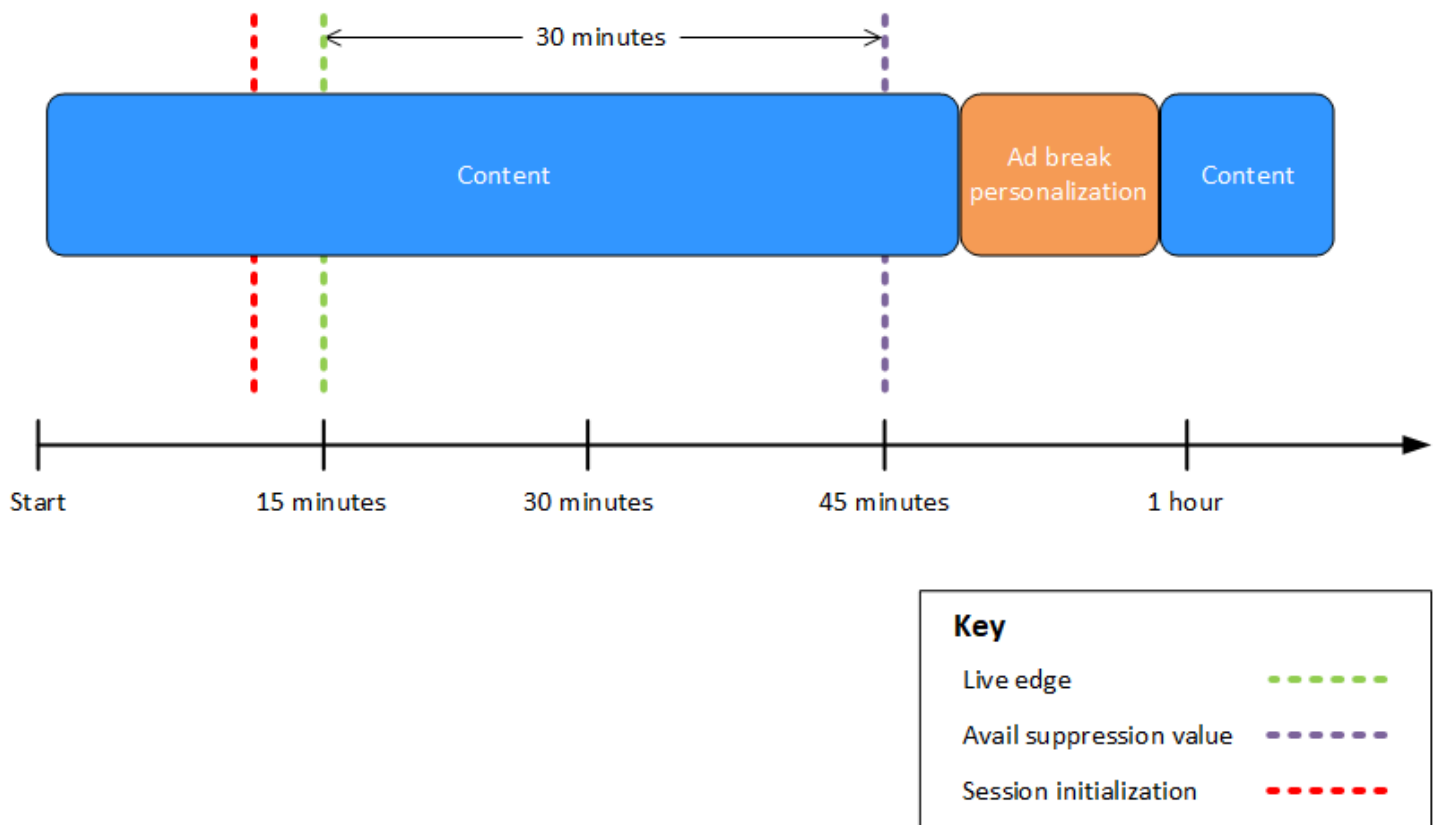 30 minutes
Content
Ad break
personalization
Content
Start
15 minutes
30 minutes
45 minutes
1 hour
Key
Live edge
Avail suppression value
Session initialization